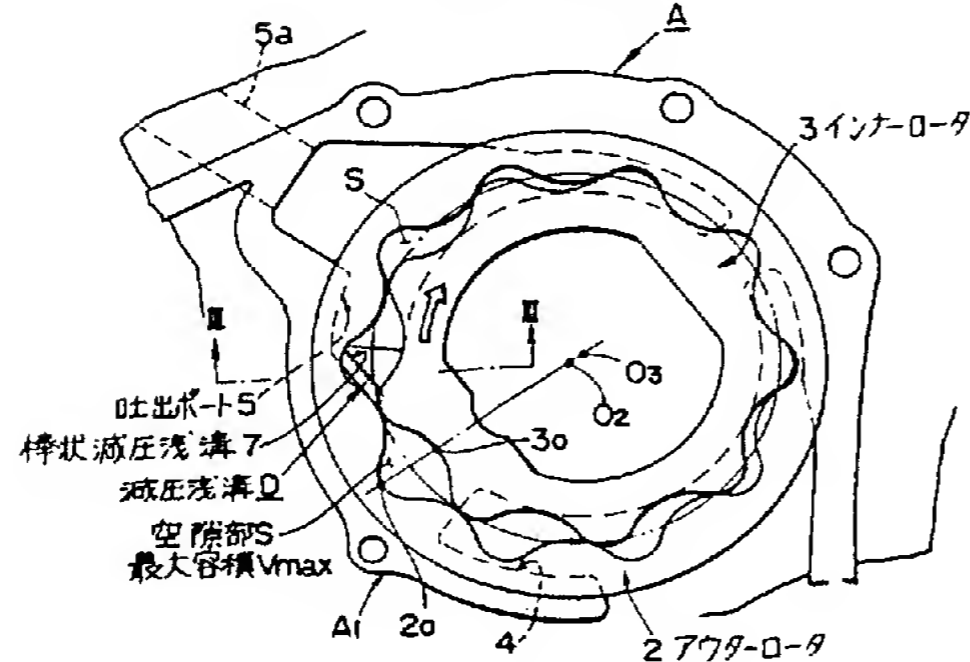 5a
A
3 インナーロータ
S
II
II
O3
O2
吐出ポート5
棒状減圧浅溝7
減圧浅溝D
空隙部S
最大容積Vmax
3a
A1
2a
4
2 アウターロータ